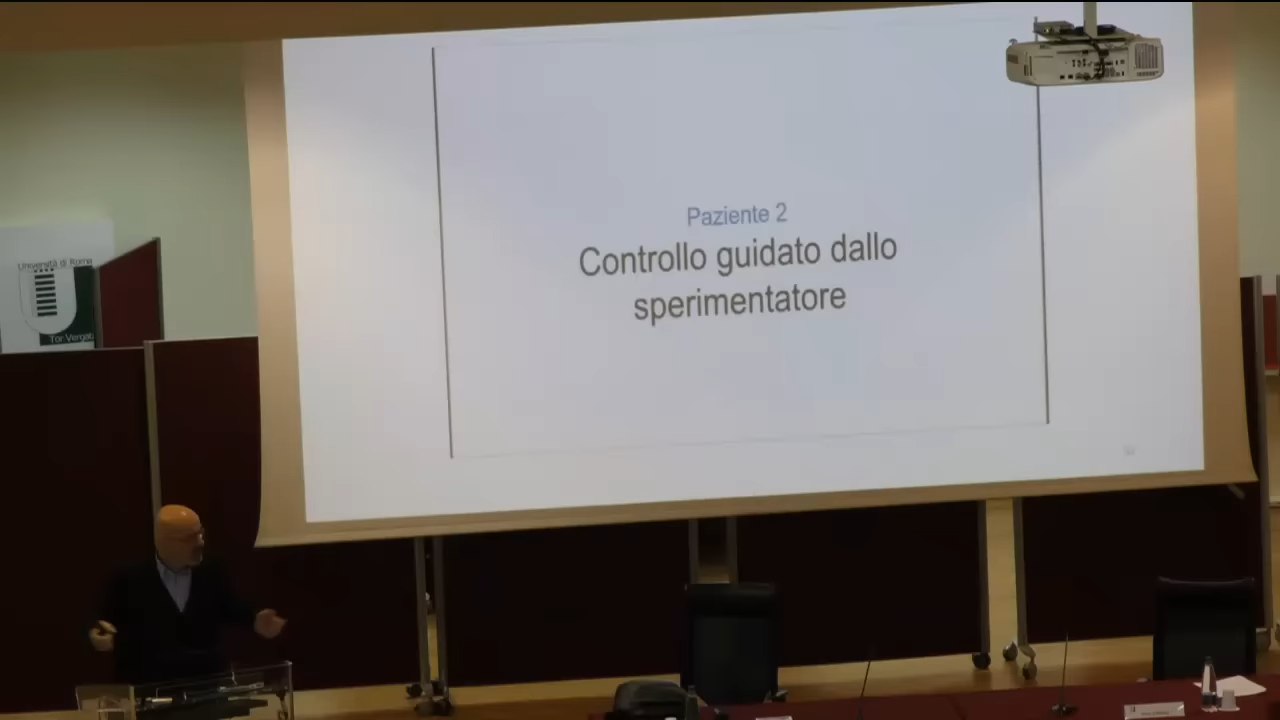 Paziente 2
Controllo guidato dallo
sperimentatore
Università di Roma
Tor Vergata